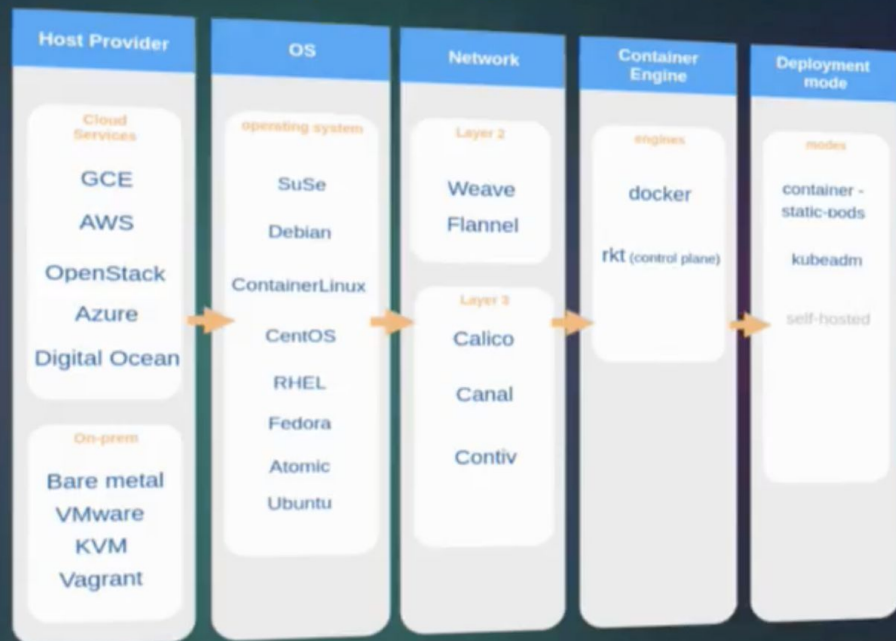 Host Provider
Cloud
Services
GCE
AWS
OpenStack
Azure
Digital Ocean
On-prem
Bare metal
VMware
KVM
Vagrant
OS
operating system
SuSe
Debian
ContainerLinux
CentOS
RHEL
Fedora
Atomic
Ubuntu
Network
Layer 2
Weave
Flannel
Layer 3
Calico
Canal
Contiv
Container
Engine
engines
docker
rkt (control plane)
Deployment
mode
modes
container -
static-pods
kubeadm
self-hosted